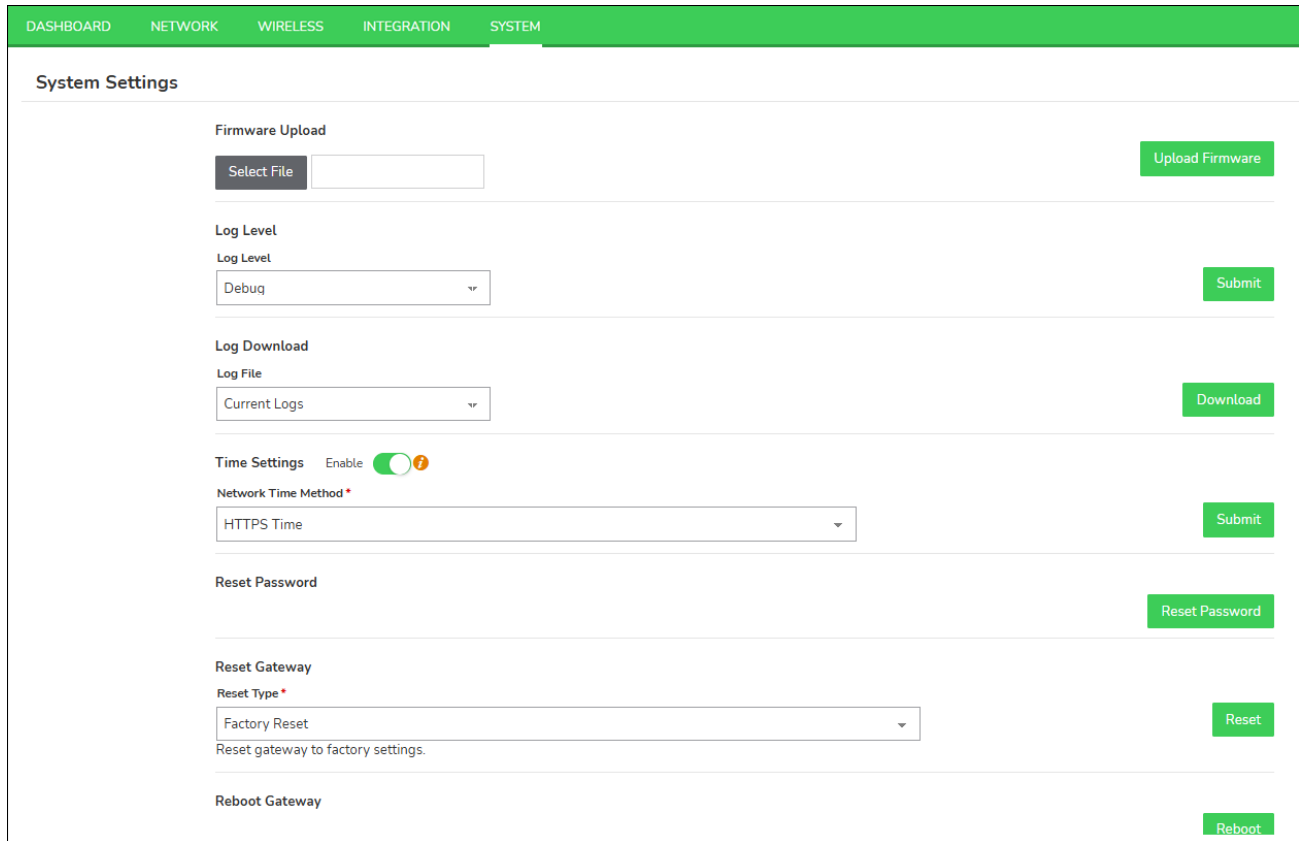 DASHBOARD NETWORK WIRELESS INTEGRATION SYSTEM
System Settings
Firmware Upload
Select File
Upload Firmware
Log Level
Log Level
Debug
Submit
Log Download
Log File
Current Logs
Download
Time Settings Enable i
Network Time Method *
HTTPS Time
Submit
Reset Password
Reset Password
Reset Gateway
Reset Type *
Factory Reset
Reset
Reset gateway to factory settings.
Reboot Gateway
Reboot